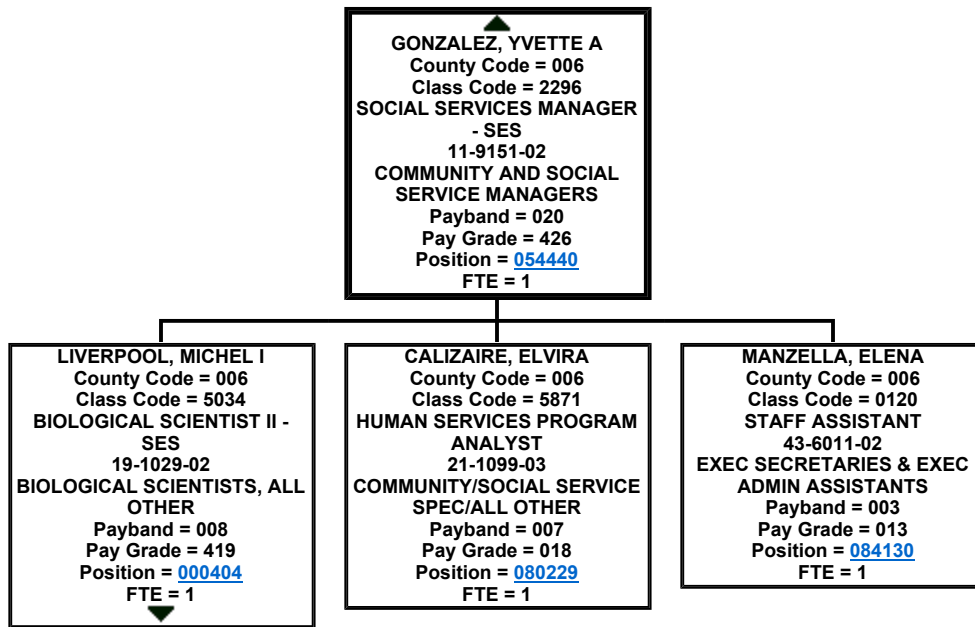 GONZALEZ, YVETTE A
County Code = 006
Class Code = 2296
SOCIAL SERVICES MANAGER
- SES
11-9151-02
COMMUNITY AND SOCIAL
SERVICE MANAGERS
Payband = 020
Pay Grade = 426
Position = 054440
FTE = 1
LIVERPOOL, MICHEL I
County Code = 006
Class Code = 5034
BIOLOGICAL SCIENTIST II -
SES
19-1029-02
BIOLOGICAL SCIENTISTS, ALL
OTHER
Payband = 008
Pay Grade = 419
Position = 000404
FTE = 1
CALIZAIRE, ELVIRA
County Code = 006
Class Code = 5871
HUMAN SERVICES PROGRAM
ANALYST
21-1099-03
COMMUNITY/SOCIAL SERVICE
SPEC/ALL OTHER
Payband = 007
Pay Grade = 018
Position = 080229
FTE = 1
MANZELLA, ELENA
County Code = 006
Class Code = 0120
STAFF ASSISTANT
43-6011-02
EXEC SECRETARIES & EXEC
ADMIN ASSISTANTS
Payband = 003
Pay Grade = 013
Position = 084130
FTE = 1